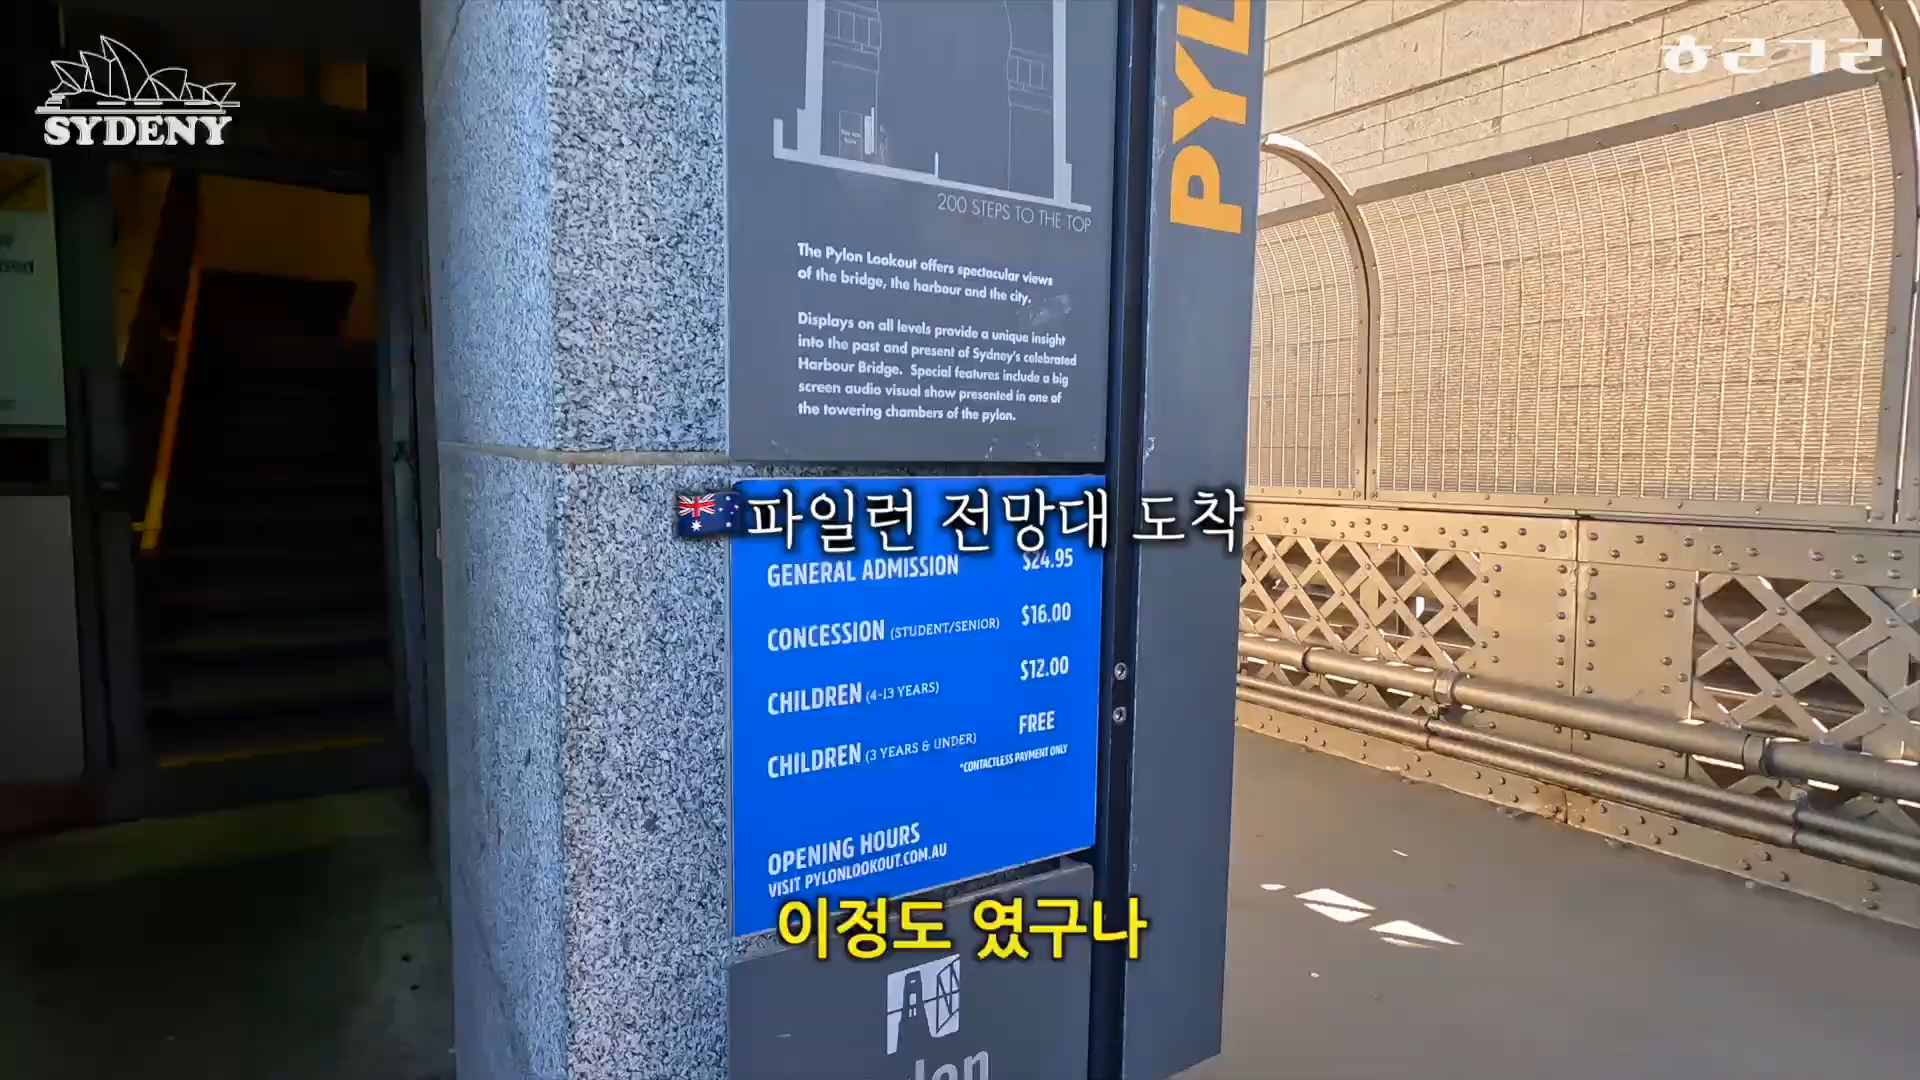 SYDENY
흐르그르
PYL
200 STEPS TO THE TOP
The Pylon Lookout offers spectacular views
of the bridge, the harbour and the city.
Displays on all levels provide a unique insight
into the past and present of Sydney's celebrated
Harbour Bridge. Special features include a big
screen audio visual show presented in one of
the towering chambers of the pylon.
파일런 전망대 도착
GENERAL ADMISSION $24.95
CONCESSION (STUDENT/SENIOR) $16.00
CHILDREN (4-13 YEARS) $12.00
CHILDREN (3 YEARS & UNDER) FREE
*CONTACTLESS PAYMENT ONLY
OPENING HOURS
VISIT PYLONLOOKOUT.COM.AU
이정도 였구나